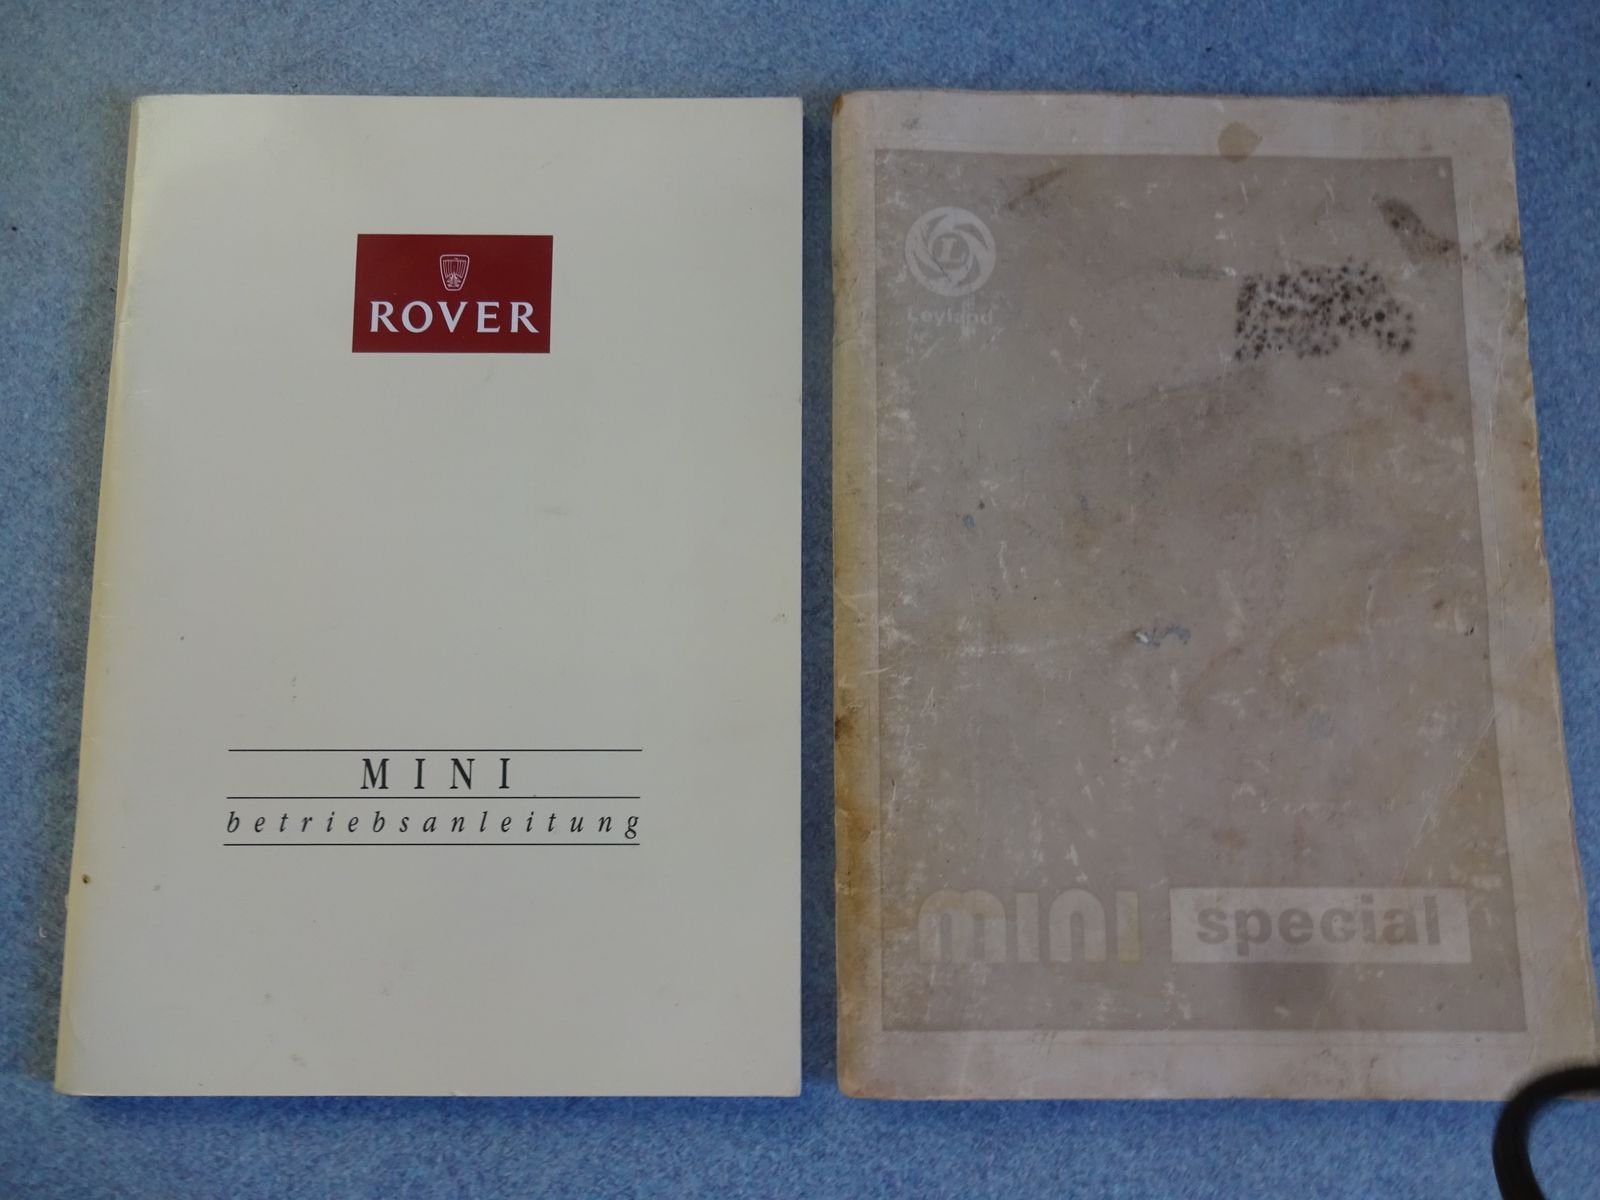 ROVER
MINI
betriebsanleitung
L
Leyland
mini special